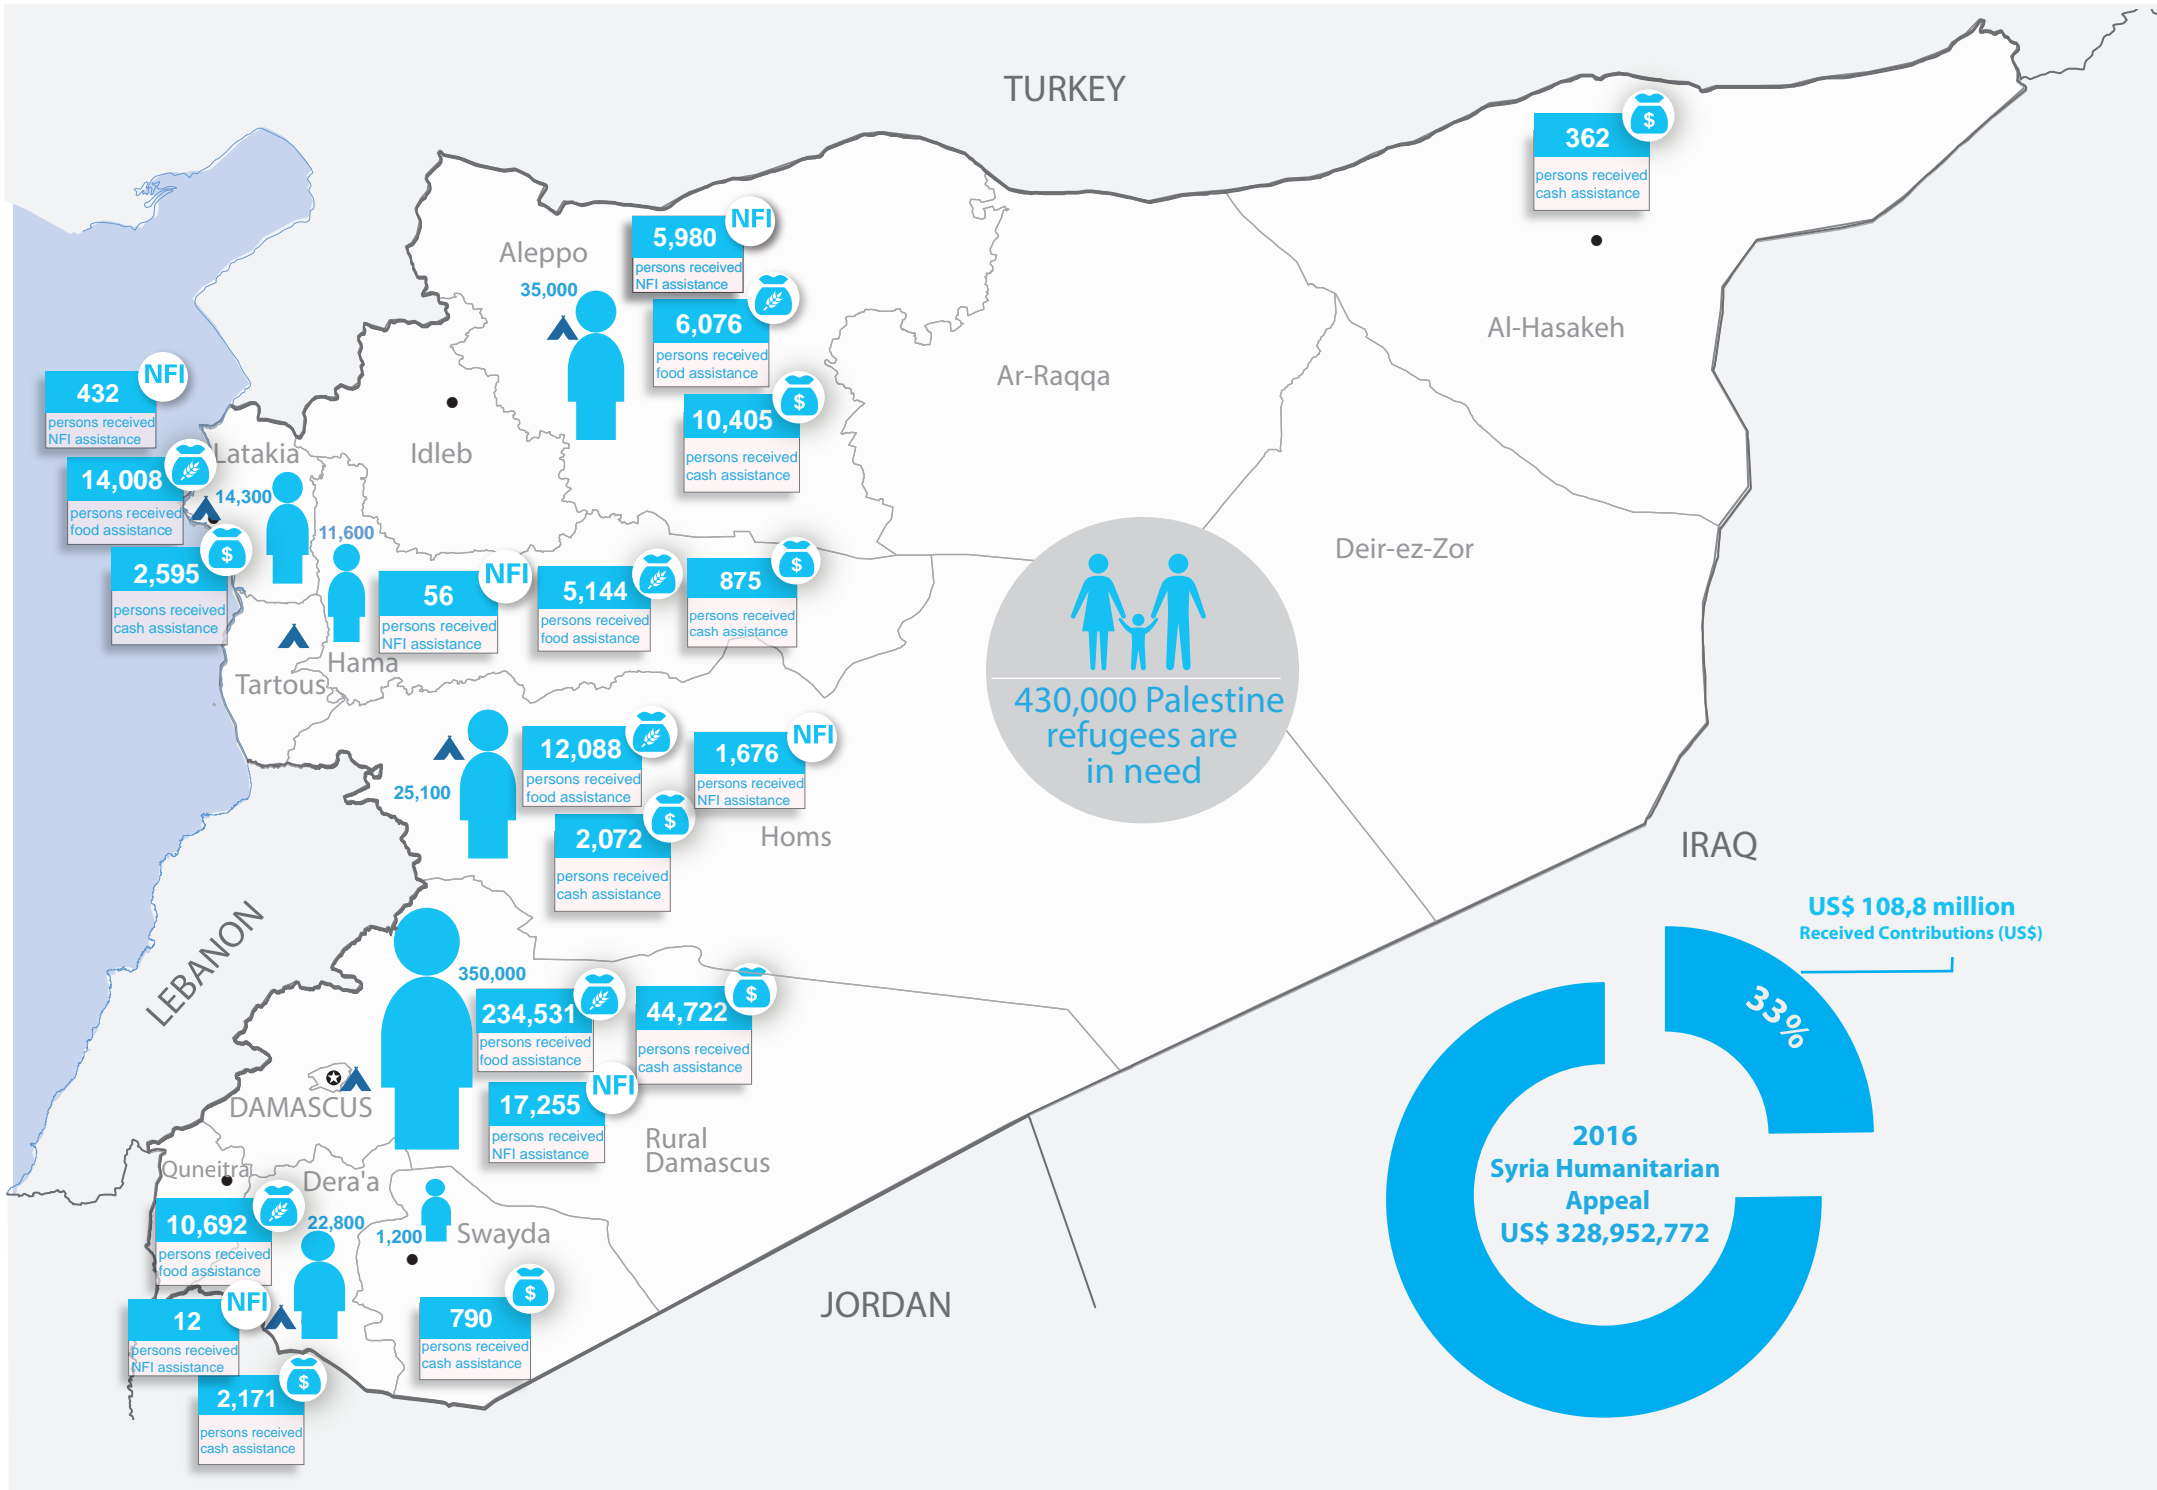 TURKEY
362
$
persons received
cash assistance
Aleppo
35,000
5,980
NFI
persons received
NFI assistance
6,076
persons received
food assistance
10,405
$
persons received
cash assistance
Ar-Raqqa
Al-Hasakeh
Deir-ez-Zor
Idleb
432
NFI
persons received
NFI assistance
Latakia
14,300
14,008
persons received
food assistance
2,595
$
persons received
cash assistance
11,600
56
NFI
persons received
NFI assistance
5,144
persons received
food assistance
875
$
persons received
cash assistance
Hama
Tartous
430,000 Palestine
refugees are
in need
25,100
12,088
persons received
food assistance
1,676
NFI
persons received
NFI assistance
2,072
$
persons received
cash assistance
Homs
IRAQ
LEBANON
350,000
234,531
persons received
food assistance
44,722
$
persons received
cash assistance
17,255
NFI
persons received
NFI assistance
DAMASCUS
Rural
Damascus
US$ 108,8 million
Received Contributions (US$)
33%
2016
Syria Humanitarian
Appeal
US$ 328,952,772
Quneitra
Dera'a
22,800
10,692
persons received
food assistance
12
NFI
persons received
NFI assistance
2,171
$
persons received
cash assistance
1,200
Swayda
790
$
persons received
cash assistance
JORDAN